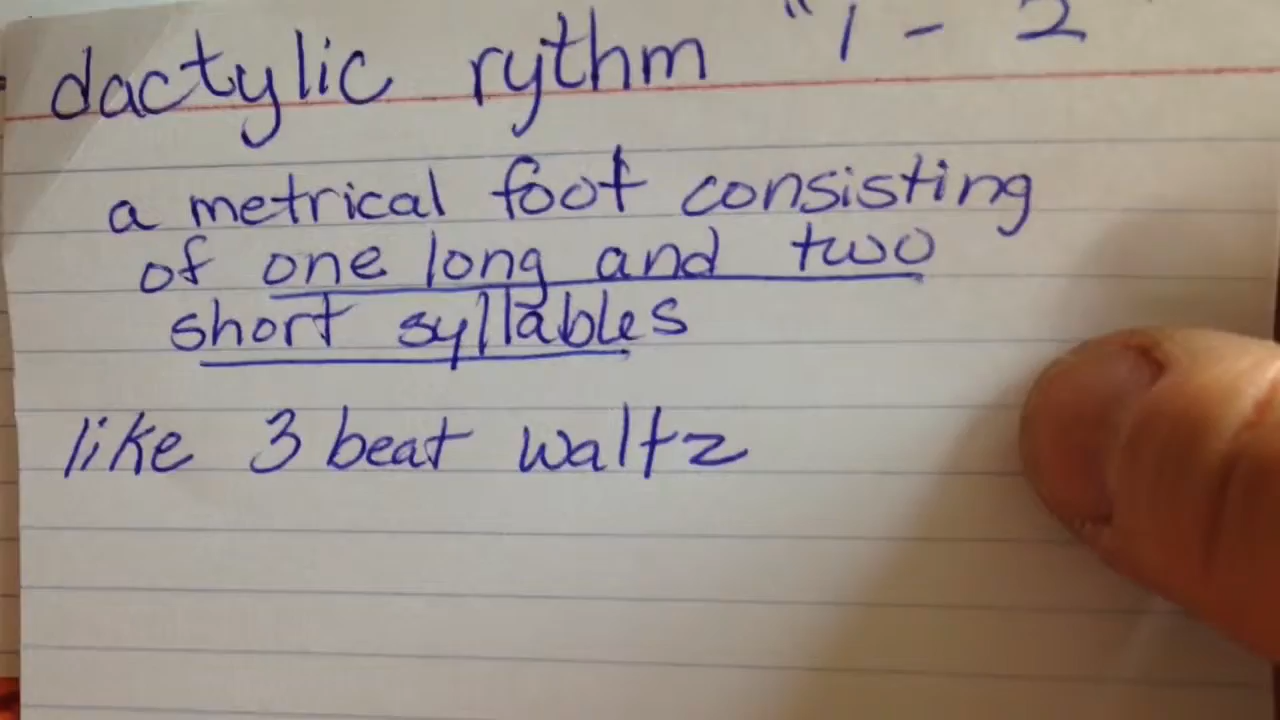 dactylic rythm "1 - 2
a metrical foot consisting
of one long and two
short syllables
like 3 beat waltz